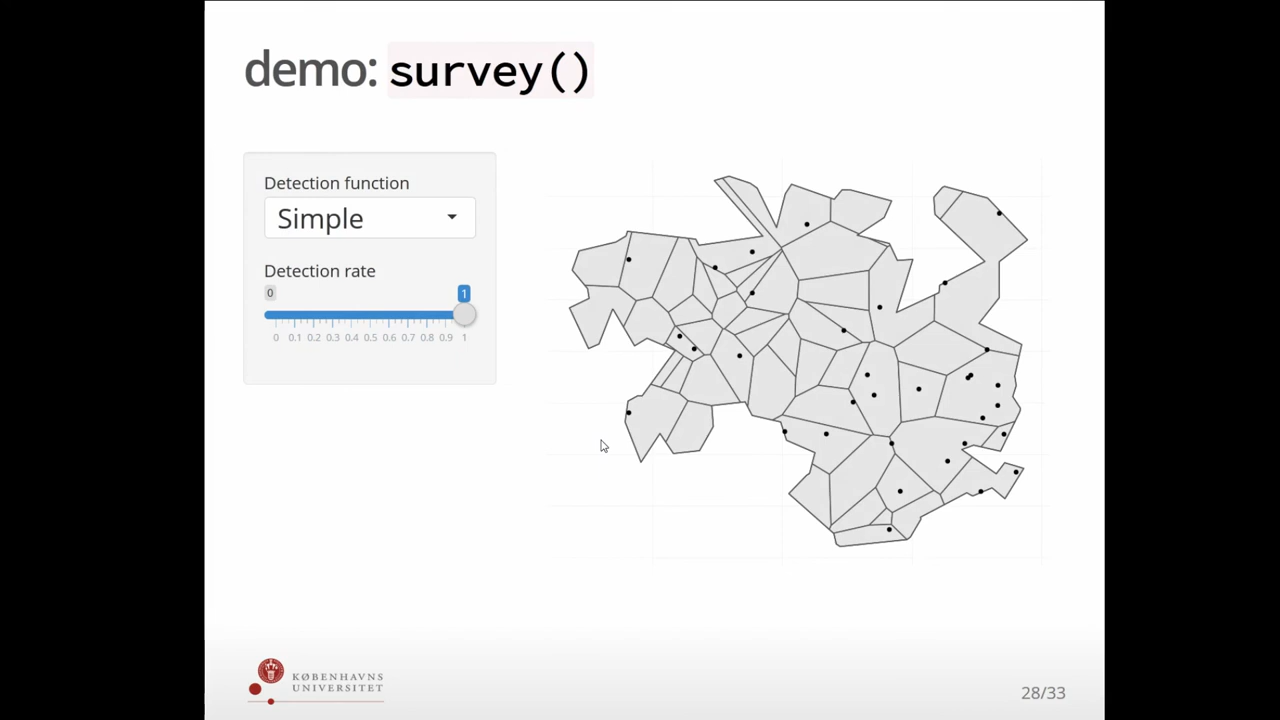 demo: survey()
Detection function
Simple
Detection rate
0 1
0 0.1 0.2 0.3 0.4 0.5 0.6 0.7 0.8 0.9 1
KØBENHAVNS
UNIVERSITET
28/33